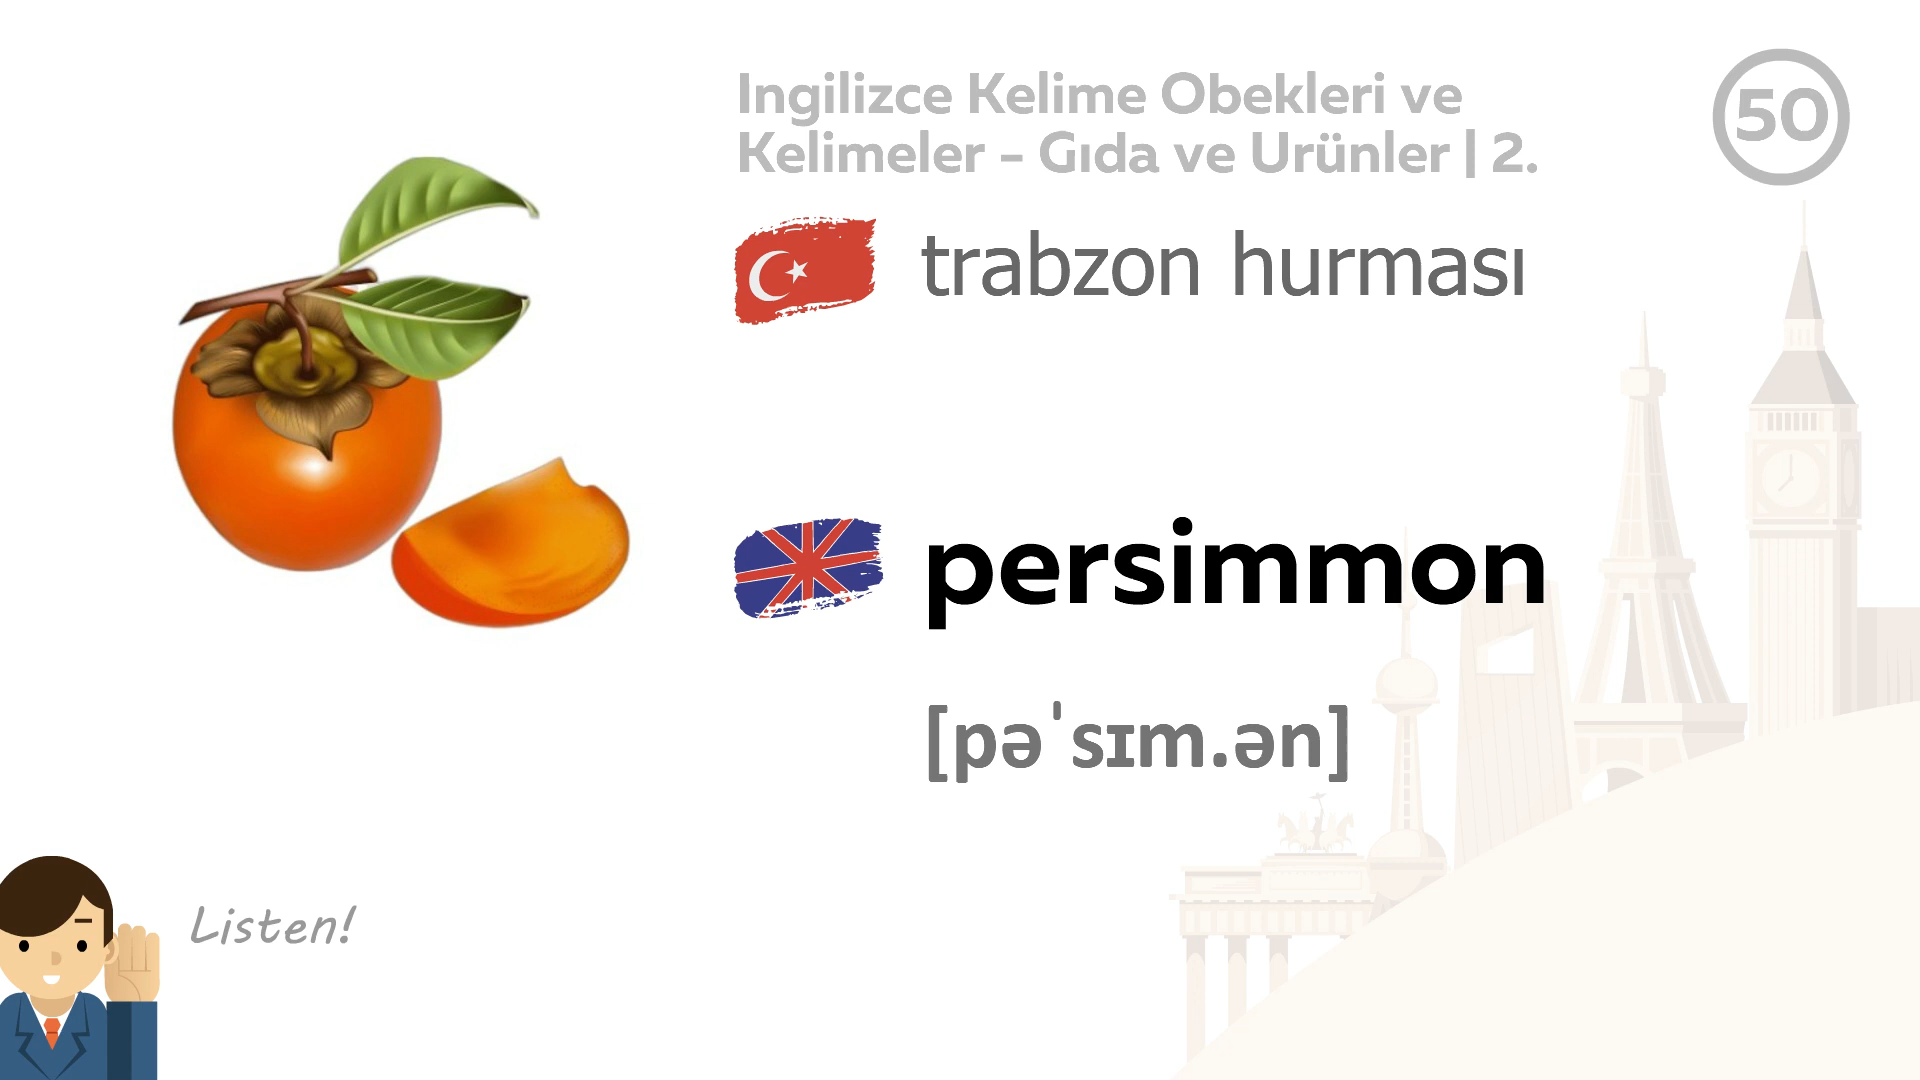 Ingilizce Kelime Obekleri ve
Kelimeler - Gıda ve Urünler | 2.
50
trabzon hurması
persimmon
[pəˈsɪm.ən]
Listen!